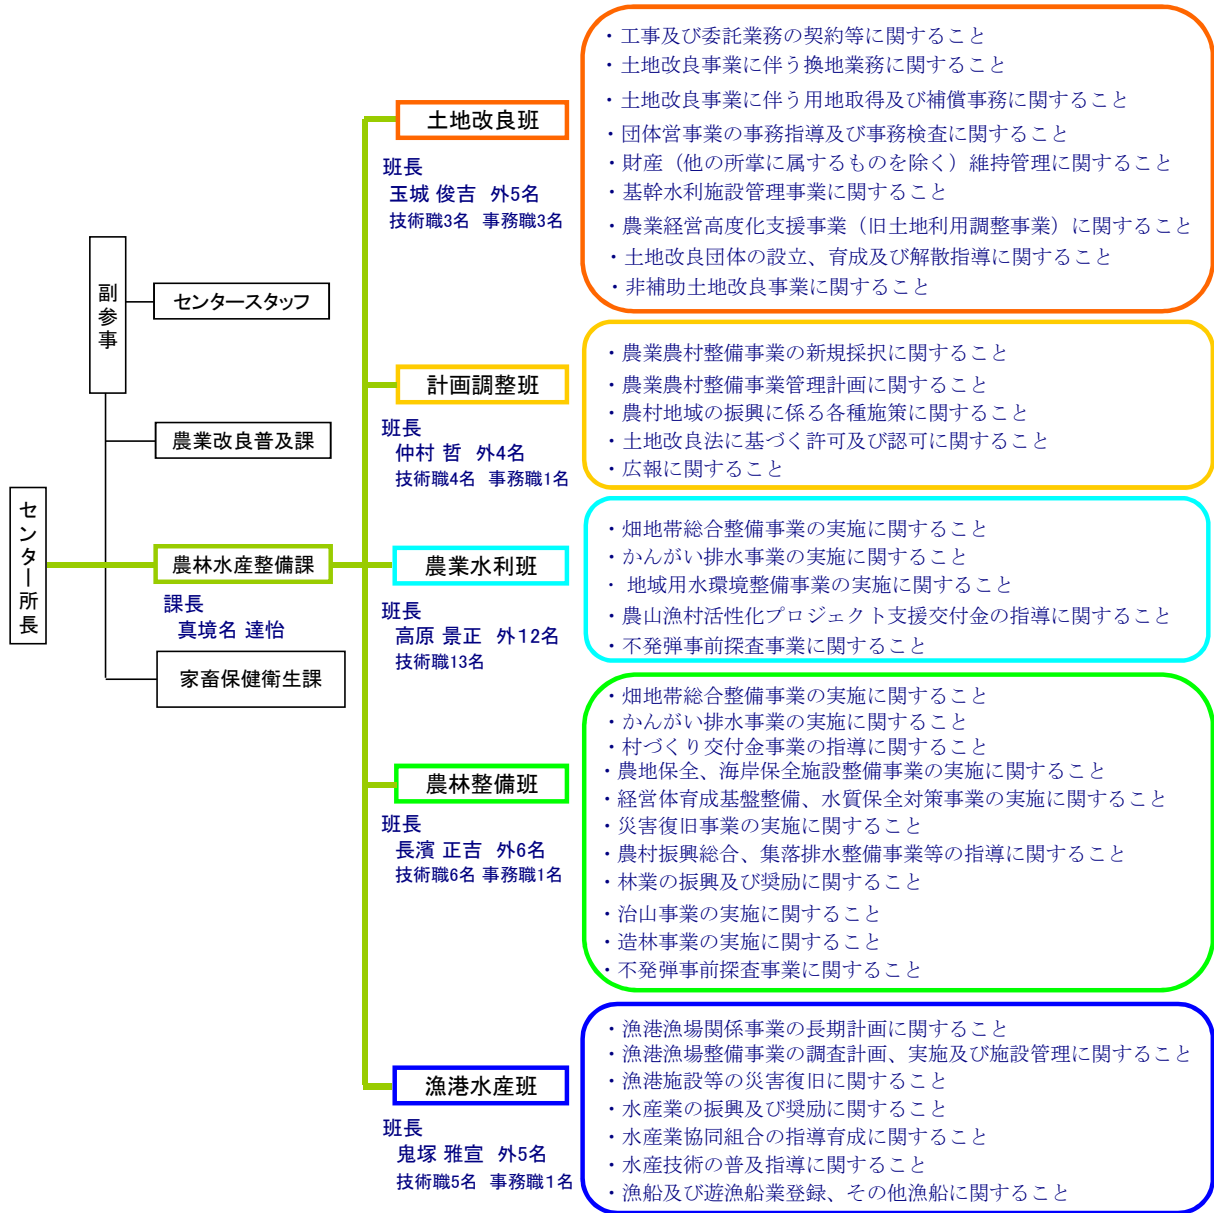 センター所長
副参事
センタースタッフ
農業改良普及課
農林水産整備課
課長
真境名 達怡
家畜保健衛生課
土地改良班
班長
玉城 俊吉 外5名
技術職3名 事務職3名
・工事及び委託業務の契約等に関すること
・土地改良事業に伴う換地業務に関すること
・土地改良事業に伴う用地取得及び補償事務に関すること
・団体営事業の事務指導及び事務検査に関すること
・財産（他の所掌に属するものを除く）維持管理に関すること
・基幹水利施設管理事業に関すること
・農業経営高度化支援事業（旧土地利用調整事業）に関すること
・土地改良団体の設立、育成及び解散指導に関すること
・非補助土地改良事業に関すること
計画調整班
班長
仲村 哲 外4名
技術職4名 事務職1名
・農業農村整備事業の新規採択に関すること
・農業農村整備事業管理計画に関すること
・農村地域の振興に係る各種施策に関すること
・土地改良法に基づく許可及び認可に関すること
・広報に関すること
農業水利班
班長
高原 景正 外12名
技術職13名
・畑地帯総合整備事業の実施に関すること
・かんがい排水事業の実施に関すること
・地域用水環境整備事業の実施に関すること
・農山漁村活性化プロジェクト支援交付金の指導に関すること
・不発弾事前探査事業に関すること
農林整備班
班長
長濱 正吉 外6名
技術職6名 事務職1名
・畑地帯総合整備事業の実施に関すること
・かんがい排水事業の実施に関すること
・村づくり交付金事業の指導に関すること
・農地保全、海岸保全施設整備事業の実施に関すること
・経営体育成基盤整備、水質保全対策事業の実施に関すること
・災害復旧事業の実施に関すること
・農村振興総合、集落排水整備事業等の指導に関すること
・林業の振興及び奨励に関すること
・治山事業の実施に関すること
・造林事業の実施に関すること
・不発弾事前探査事業に関すること
漁港水産班
班長
鬼塚 雅宣 外5名
技術職5名 事務職1名
・漁港漁場関係事業の長期計画に関すること
・漁港漁場整備事業の調査計画、実施及び施設管理に関すること
・漁港施設等の災害復旧に関すること
・水産業の振興及び奨励に関すること
・水産業協同組合の指導育成に関すること
・水産技術の普及指導に関すること
・漁船及び遊漁船業登録、その他漁船に関すること